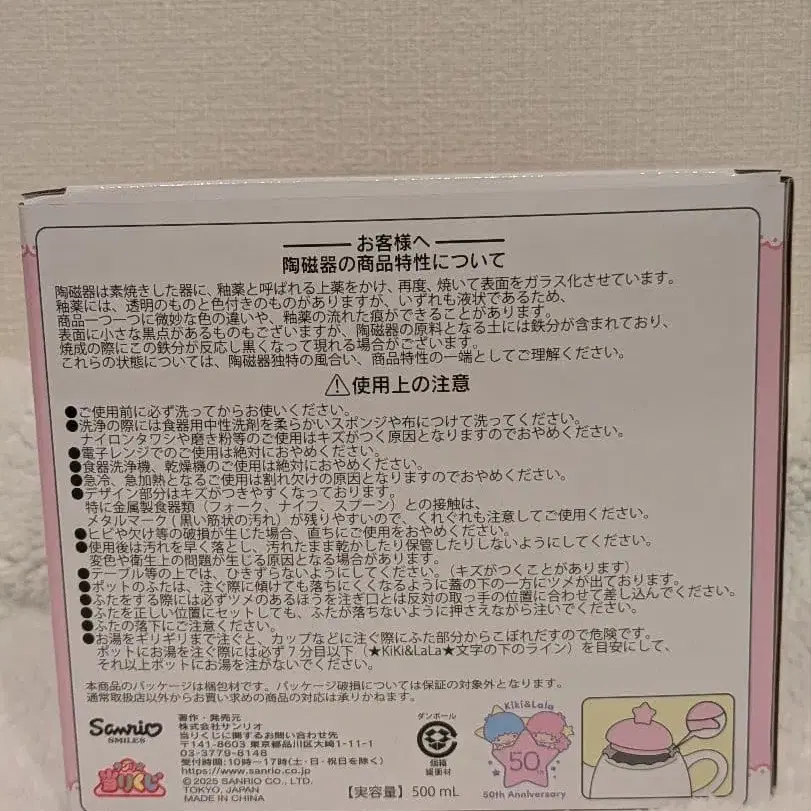 お客様へ
陶磁器の商品特性について
陶磁器は素焼きした器に、釉薬と呼ばれる上薬をかけ、再度、焼いて表面をガラス化させています。
釉薬には、透明のものと色付きのものがありますが、いずれも液状であるため、
商品一つ一つに微妙な色の違いや、釉薬の流れた痕ができることがあります。
表面に小さな黒点があるものもございますが、陶磁器の原料となる土には鉄分が含まれており、
焼成の際にこの鉄分が反応し黒くなって現れる場合がございます。
これらの状態については、陶磁器独特の風合い、商品特性の一端としてご理解ください。
⚠使用上の注意
●ご使用前に必ず洗ってからお使いください。
●洗浄の際には食器用中性洗剤を柔らかいスポンジや布につけて洗ってください。
ナイロンタワシや磨き粉等のご使用はキズがつく原因となりますのでおやめください。
●電子レンジでのご使用は絶対におやめください。
●食器洗浄機、乾燥機のご使用は絶対におやめください。
●急冷、急加熱となるご使用は割れ欠けの原因となりますのでおやめください。
●デザイン部分はキズがつきやすくなっております。
特に金属製食器類（フォーク、ナイフ、スプーン）との接触は、
メタルマーク（黒い筋状の汚れ）が残りやすいので、くれぐれも注意してご使用ください。
●ヒビや欠け等の破損が生じた場合、直ちにご使用をおやめください。
●使用後は汚れを早く落とし、汚れたまま乾かしたり保管したりしないようにしてください。
変色や衛生上の問題が生じる原因となる場合があります。
●テーブル等の上では、ひきずらないようにしてください。（キズがつくことがあります）
●ポットのふたは、注ぐ際に傾けても落ちにくくなるように蓋の下の一方にツメが出ております。
●ふたをする際には必ずツメのあるほうを注ぎ口とは反対の取っ手の位置に合わせて差し込んでください。
●ふたを正しい位置にセットしても、ふたが落ちないように押さえながら注いでください。
●ふたの落下にご注意ください。
●お湯をギリギリまで注ぐと、カップなどに注ぐ際にふた部分からこぼれだすので危険です。
ポットにお湯を注ぐ際には必ず7分目以下（★KiKi&LaLa★文字の下のライン）を目安にして、
それ以上ポットにお湯を注がないでください。
本商品のパッケージは梱包材です。パッケージ破損については保証の対象外となります。
通常取扱店以外からお買い求めの商品の対応は承りかねます。
Sanrio
SMILES
サンリオ
当りくじ
著作・発売元
株式会社サンリオ
当りくじに関するお問い合わせ先
〒141-8603 東京都品川区大崎1-11-1
03-3779-8148
受付時間:10時〜17時(土・日・祝日を除く)
https://www.sanrio.co.jp
©2025 SANRIO CO., LTD.
TOKYO, JAPAN
MADE IN CHINA
ダンボール
個箱
緩衝材
【実容量】500 mL
Kiki&Lala
50th
50th Anniversary